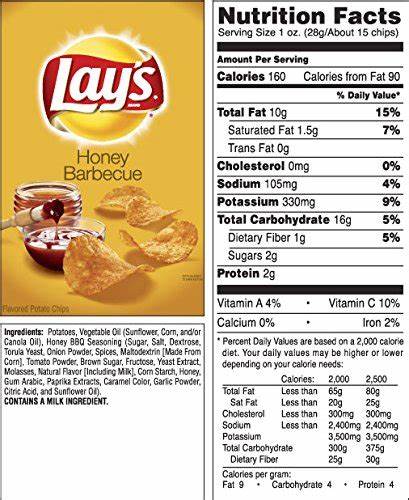 Lay's
BRAND
Honey
Barbecue
Flavored Potato Chips
Ingredients: Potatoes, Vegetable Oil (Sunflower, Corn, and/or
Canola Oil), Honey BBQ Seasoning (Sugar, Salt, Dextrose,
Torula Yeast, Onion Powder, Spices, Maltodextrin [Made From
Corn], Tomato Powder, Brown Sugar, Fructose, Yeast Extract,
Molasses, Natural Flavor [Including Milk], Corn Starch, Honey,
Gum Arabic, Paprika Extracts, Caramel Color, Garlic Powder,
Citric Acid, and Sunflower Oil).
CONTAINS A MILK INGREDIENT.
Nutrition Facts
Serving Size 1 oz. (28g/About 15 chips)
Amount Per Serving
Calories 160 Calories from Fat 90
% Daily Value*
Total Fat 10g 15%
Saturated Fat 1.5g 7%
Trans Fat 0g
Cholesterol 0mg 0%
Sodium 105mg 4%
Potassium 330mg 9%
Total Carbohydrate 16g 5%
Dietary Fiber 1g 5%
Sugars 2g
Protein 2g
Vitamin A 4% • Vitamin C 10%
Calcium 0% • Iron 2%
* Percent Daily Values are based on a 2,000 calorie
diet. Your daily values may be higher or lower
depending on your calorie needs:
Calories: 2,000 2,500
Total Fat Less than 65g 80g
Sat Fat Less than 20g 25g
Cholesterol Less than 300mg 300mg
Sodium Less than 2,400mg 2,400mg
Potassium 3,500mg 3,500mg
Total Carbohydrate 300g 375g
Dietary Fiber 25g 30g
Calories per gram:
Fat 9 • Carbohydrate 4 • Protein 4